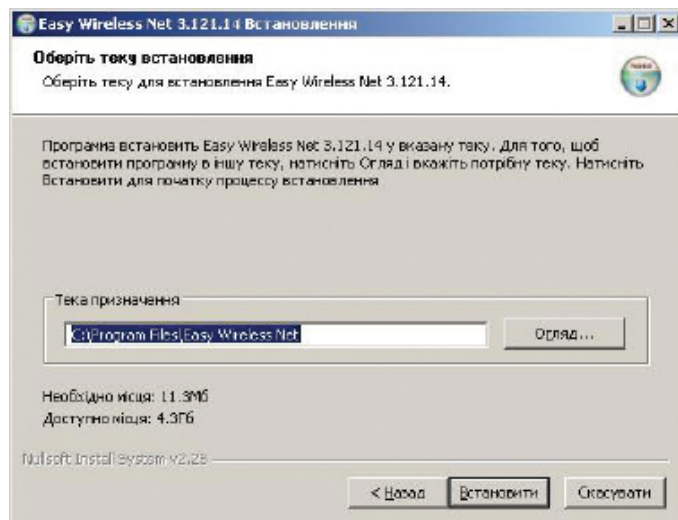 Easy Wireless Net 3.121.14 Встановлення
Оберіть теку встановлення
Оберіть теку для встановлення Easy Wireless Net 3.121.14.
Программа встановить Easy Wireless Net 3.121.14 у вказану теку. Для того, щоб
встановити программу в іншу теку, натисніть Огляд і вкажіть потрібну теку. Натисніть
Встановити для початку процессу встановлення
Тека призначення
C:\Program Files\Easy Wireless Net
Огляд...
Необхідно місця: 11.3Мб
Доступно місця: 4.3Гб
Nullsoft Install System v2.28
< Назад
Встановити
Скасувати